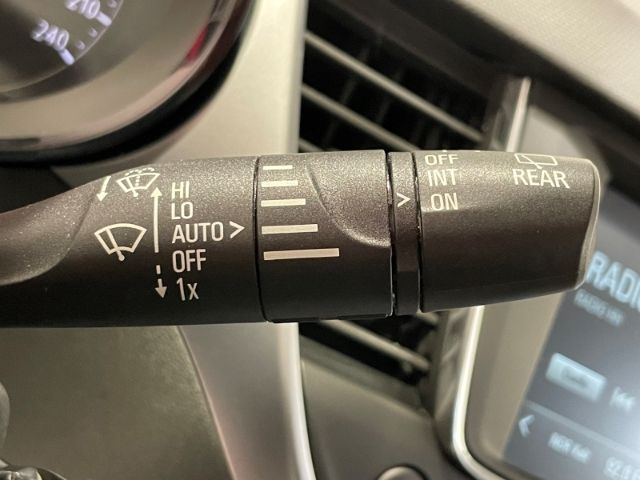 210
240
HI
LO
AUTO >
OFF
1x
>
OFF
INT
ON
REAR
RADIO